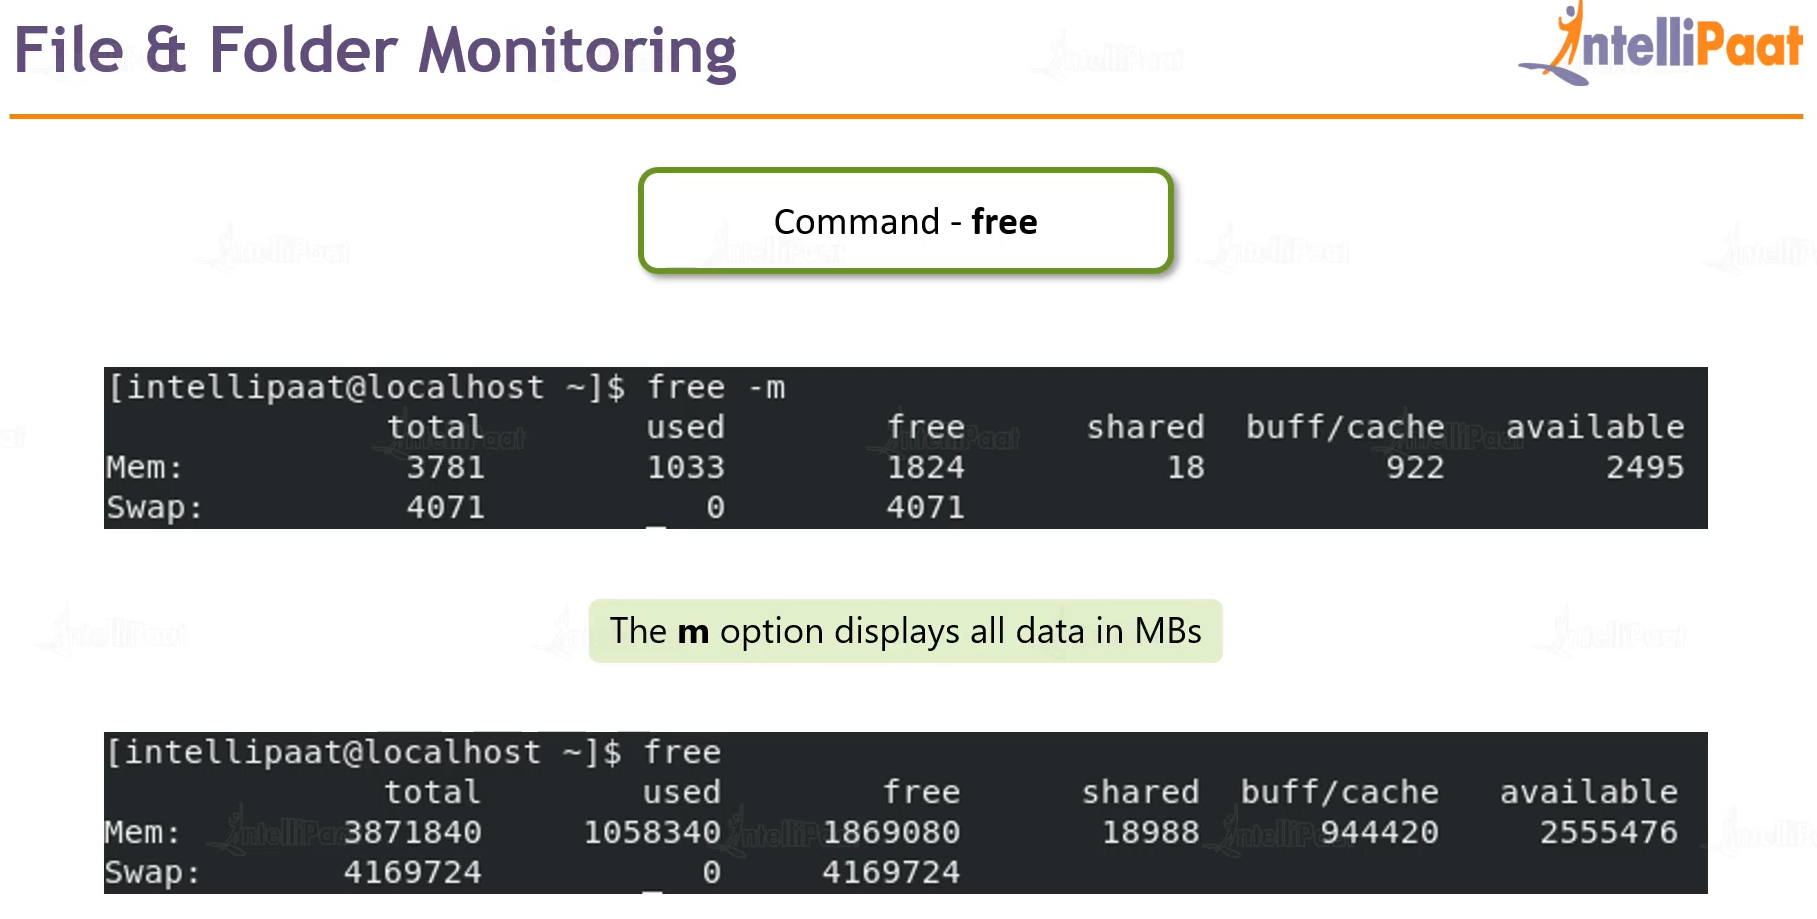 File & Folder Monitoring
IntelliPaat
Command - free
[intellipaat@localhost ~]$ free -m
total used free shared buff/cache available
Mem: 3781 1033 1824 18 922 2495
Swap: 4071 0 4071
The m option displays all data in MBs
[intellipaat@localhost ~]$ free
total used free shared buff/cache available
Mem: 3871840 1058340 1869080 18988 944420 2555476
Swap: 4169724 0 4169724